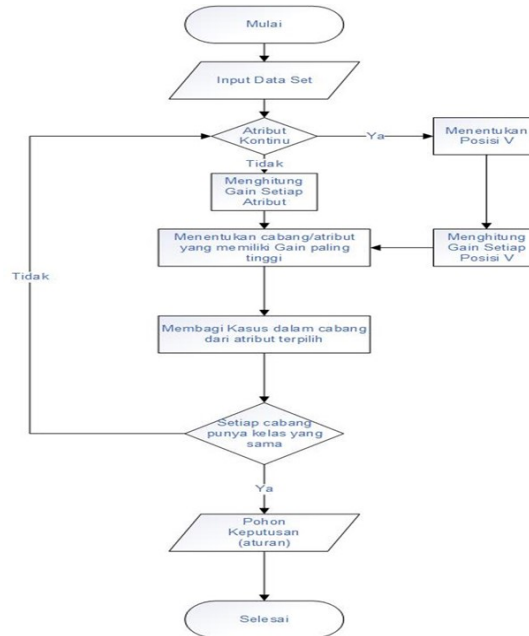 Mulai
Input Data Set
Atribut
Kontinu
Ya
Menentukan
Posisi V
Tidak
Menghitung
Gain Setiap
Atribut
Menentukan cabang/atribut
yang memiliki Gain paling
tinggi
Menghitung
Gain Setiap
Posisi V
Tidak
Membagi Kasus dalam cabang
dari atribut terpilih
Setiap cabang
punya kelas yang
sama
Ya
Pohon
Keputusan
(aturan)
Selesai